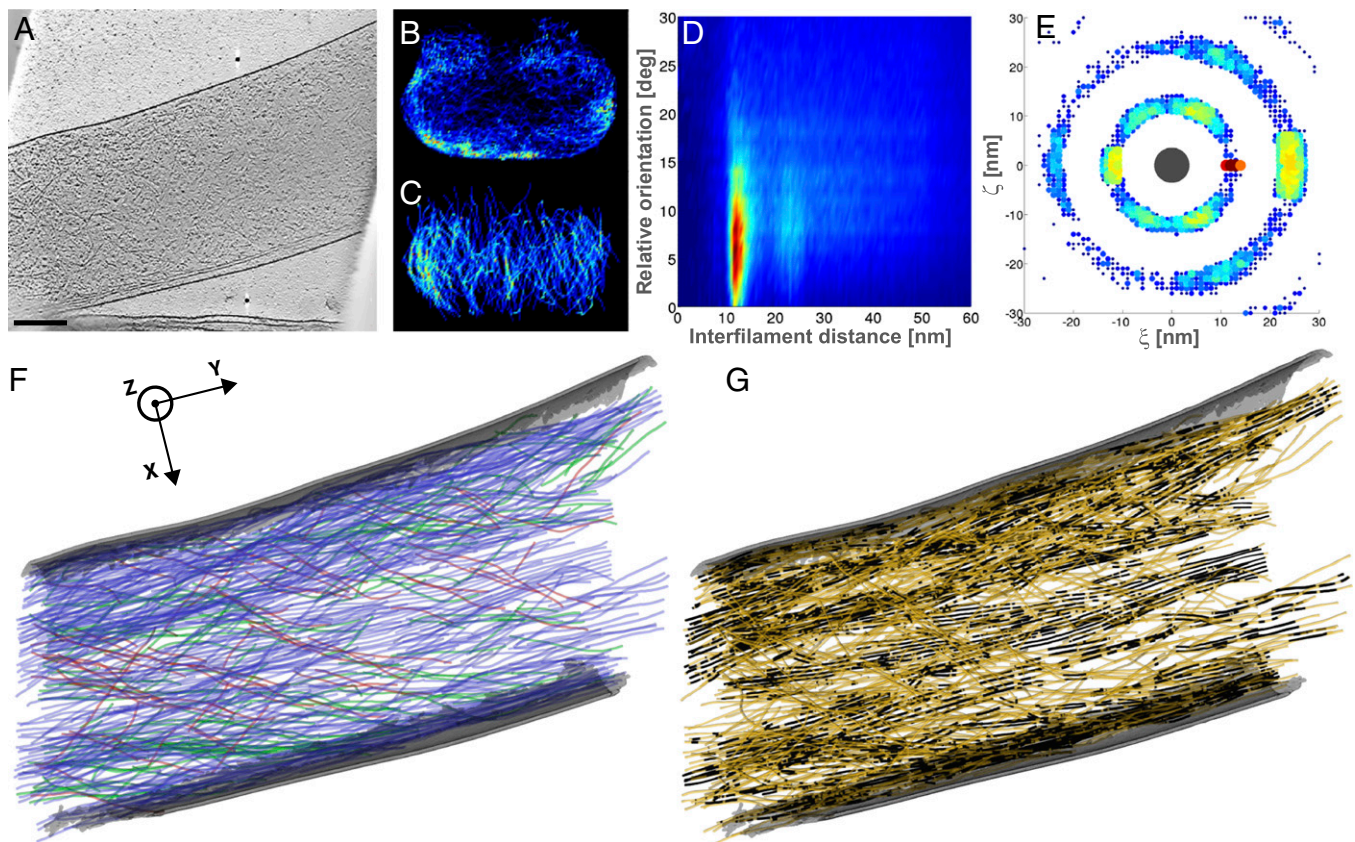 A
B
C
D
Relative orientation [deg]
30
25
20
15
10
5
0
0 10 20 30 40 50 60
Interfilament distance [nm]
E
ζ [nm]
30
20
10
0
-10
-20
-30
-30 -20 -10 0 10 20 30
ξ [nm]
F
Z
Y
X
G